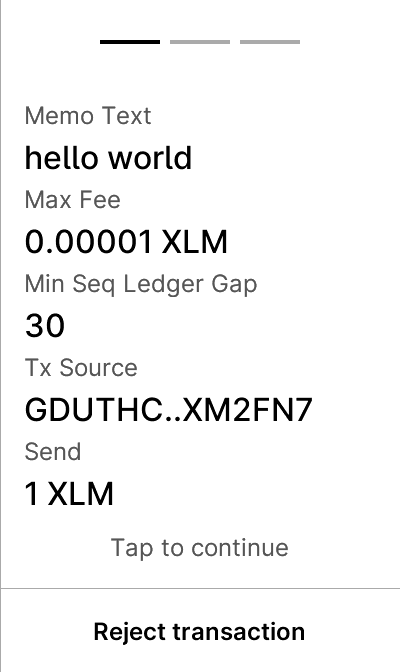 Memo Text
hello world
Max Fee
0.00001 XLM
Min Seq Ledger Gap
30
Tx Source
GDUTHC..XM2FN7
Send
1 XLM
Tap to continue
Reject transaction